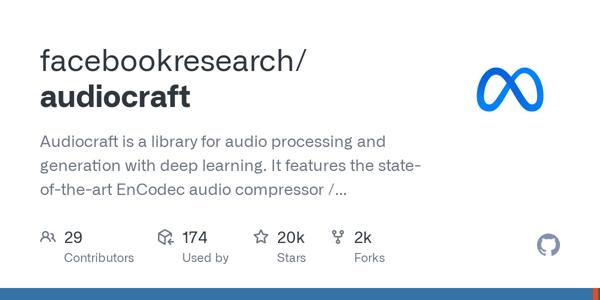 facebookresearch/
audiocraft
Audiocraft is a library for audio processing and
generation with deep learning. It features the state-
of-the-art EnCodec audio compressor /...
29 174 20k 2k
Contributors Used by Stars Forks